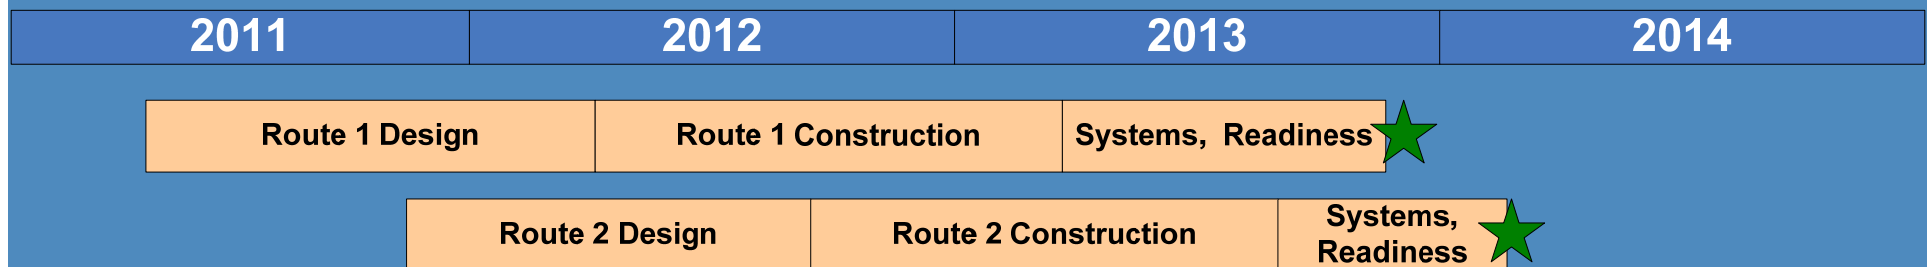 2011 2012 2013 2014
Route 1 Design Route 1 Construction Systems, Readiness
Route 2 Design Route 2 Construction Systems,
Readiness